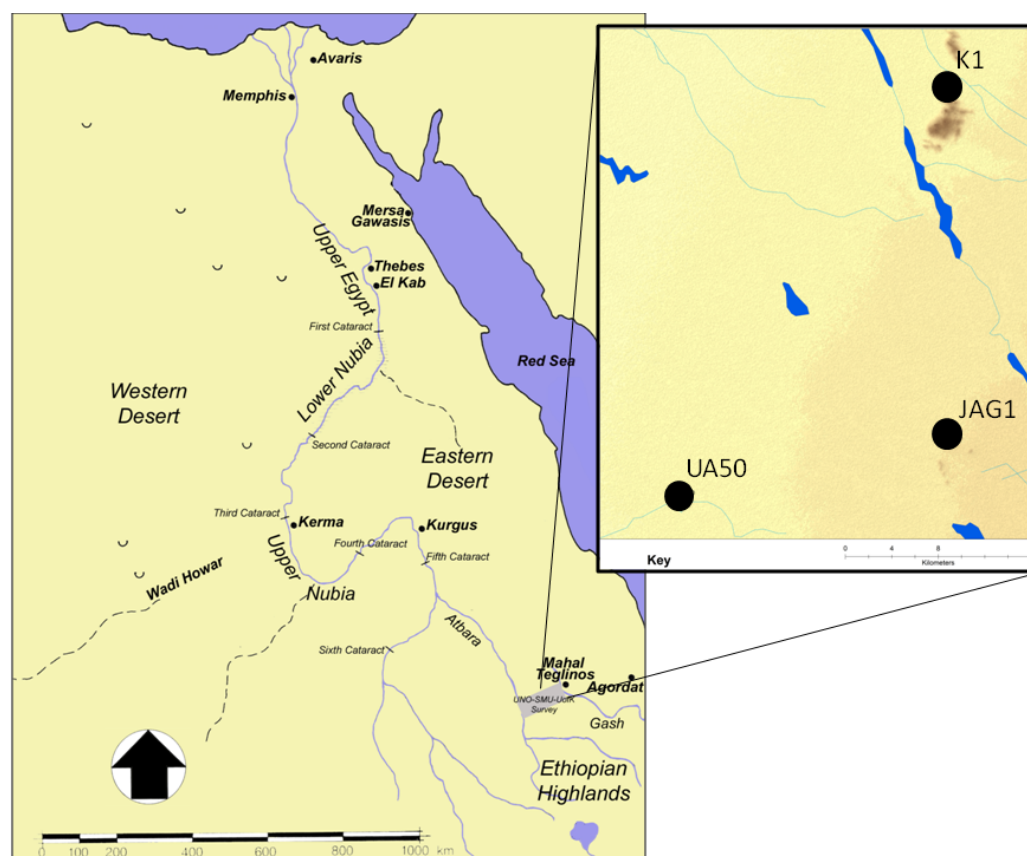 Avaris
Memphis
Mersa
Gawasis
Upper Egypt
Thebes
El Kab
First Cataract
Red Sea
Lower Nubia
Western
Desert
Second Cataract
Eastern
Desert
Third Cataract
Kerma
Kurgus
Fourth Cataract
Fifth Cataract
Upper
Nubia
Wadi Howar
Atbara
Sixth Cataract
Mahal
Teglinos
Agordat
UNO-SMU-UofK
Survey
Gash
Ethiopian
Highlands
0 100 200 400 600 800 1000 km
K1
JAG1
UA50
Key
0 4 8
Kilometers